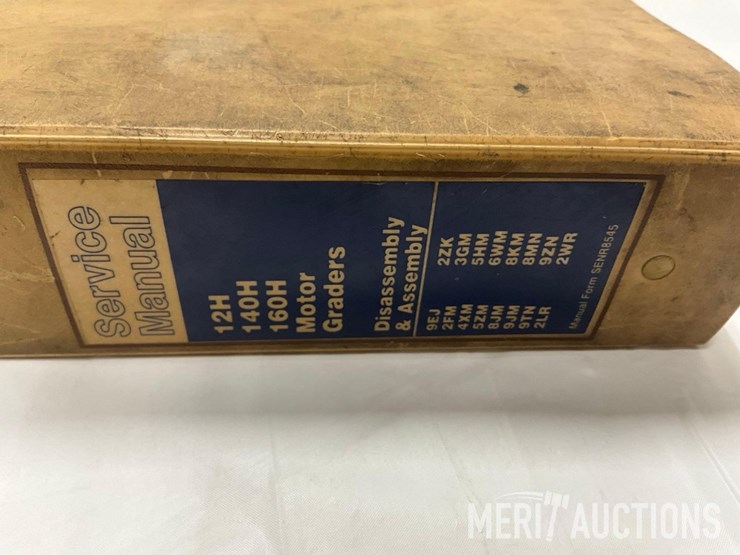 Service
Manual
12H
140H
160H
Motor
Graders
Disassembly
& Assembly
9EJ 2ZK
2FM 3GM
4XM 5HM
5ZM 6WM
8JM 8KM
9JM 8MN
9TN 9ZN
2LR 2WR
Manual Form SENR8545
MERIT AUCTIONS